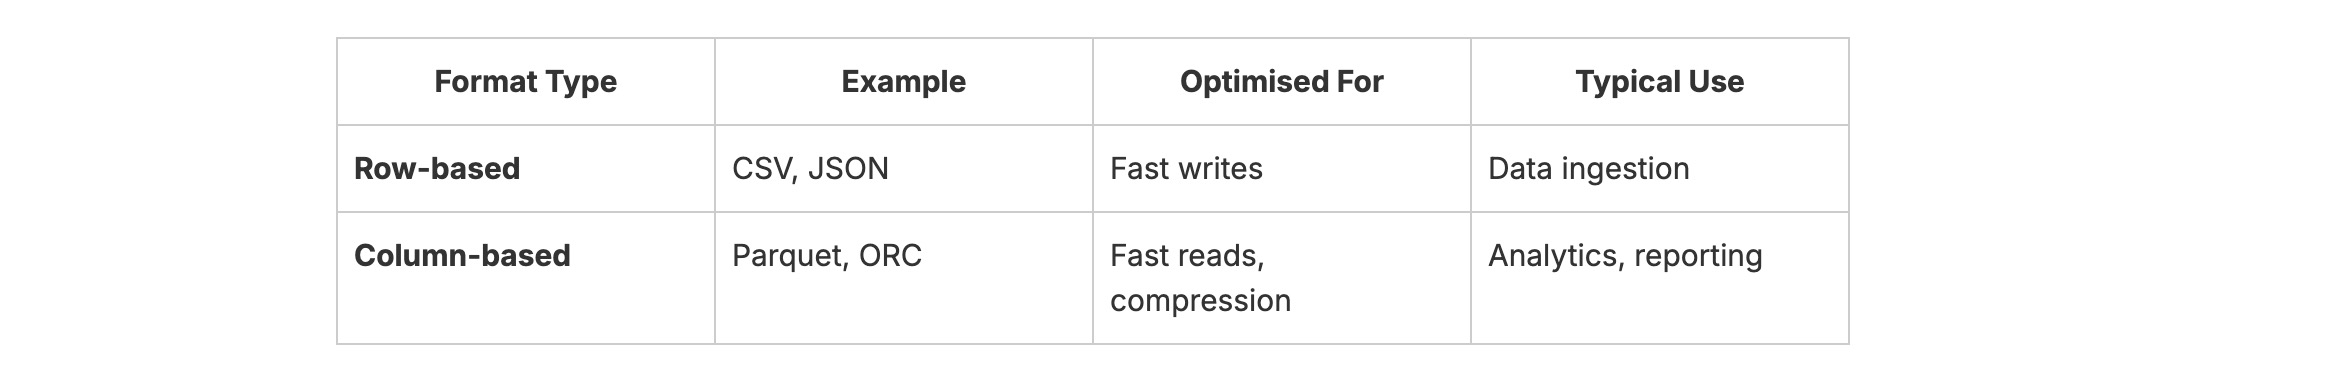 Format Type Example Optimised For Typical Use
Row-based CSV, JSON Fast writes Data ingestion
Column-based Parquet, ORC Fast reads, Analytics, reporting
compression